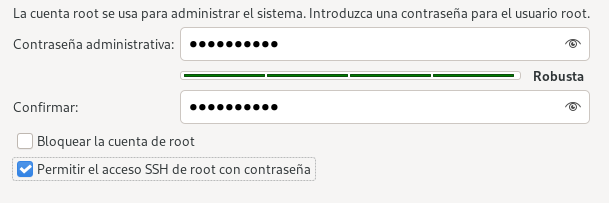 La cuenta root se usa para administrar el sistema. Introduzca una contraseña para el usuario root.
Contraseña administrativa: ●●●●●●●●●●
Robusta
Confirmar: ●●●●●●●●●●
Bloquear la cuenta de root
Permitir el acceso SSH de root con contraseña